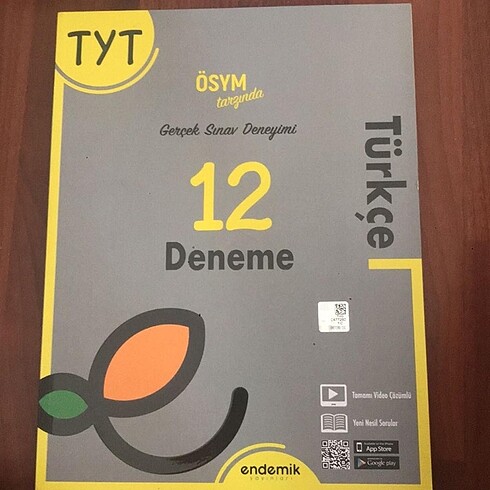 TYT
ÖSYM
tarzında
Gerçek Sınav Deneyimi
12
Deneme
Türkçe
Tamamı Video Çözümlü
Yeni Nesil Sorular
App Store
Google play
endemik
yayınları